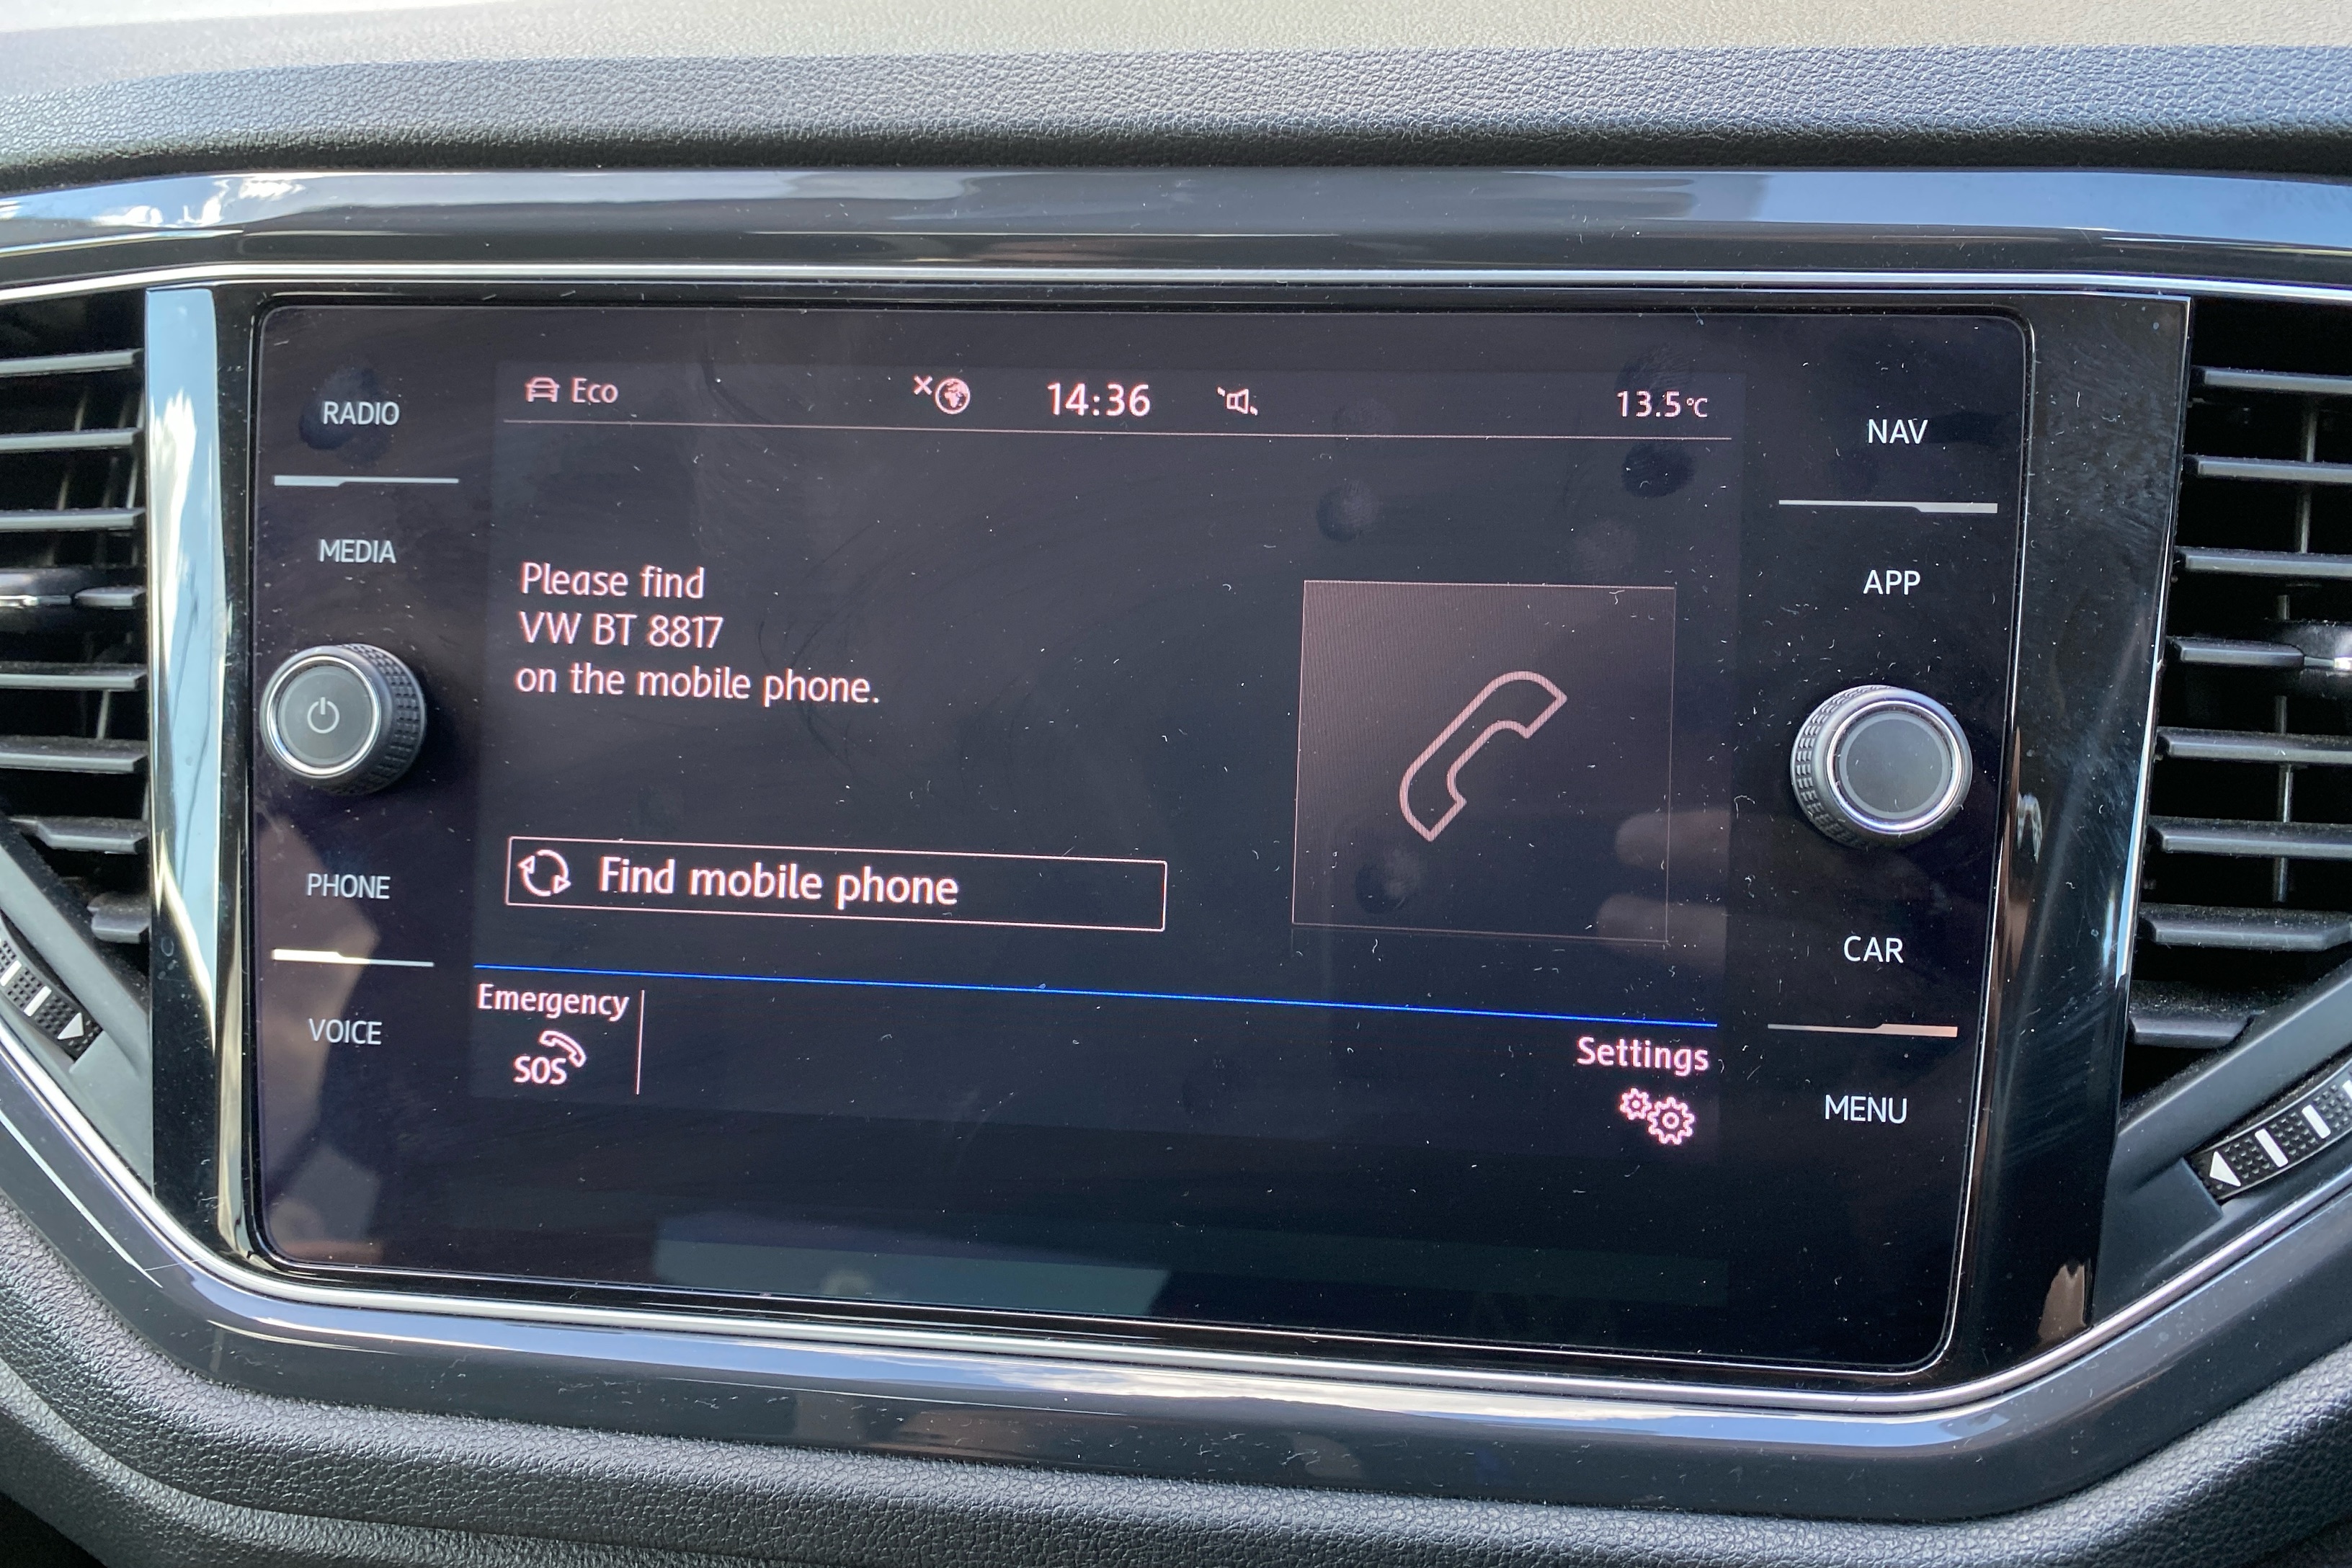 RADIO
MEDIA
PHONE
VOICE
Eco
14:36
13.5°C
Please find
VW BT 8817
on the mobile phone.
Find mobile phone
Emergency
SOS
Settings
NAV
APP
CAR
MENU